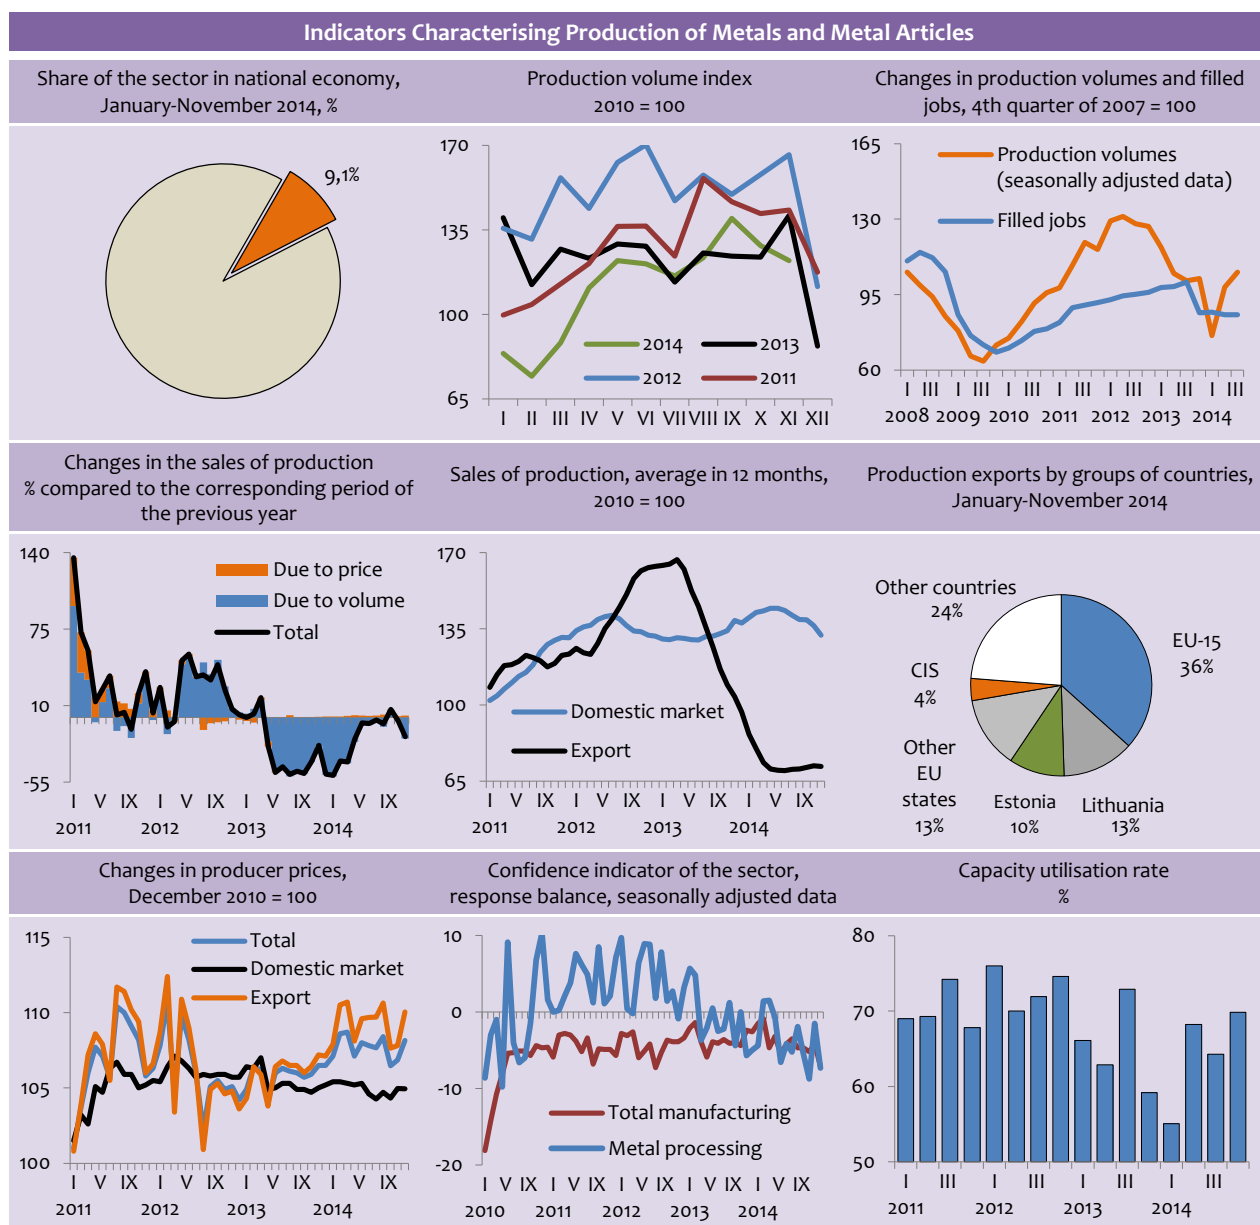 Indicators Characterising Production of Metals and Metal Articles
Share of the sector in national economy,
January-November 2014, %
9,1%
Production volume index
2010 = 100
170
135
100
65
2014
2013
2012
2011
I II III IV V VI VII VIII IX X XI XII
Changes in production volumes and filled
jobs, 4th quarter of 2007 = 100
165
130
95
60
Production volumes
(seasonally adjusted data)
Filled jobs
I III I III I III I III I III I III I III
2008 2009 2010 2011 2012 2013 2014
Changes in the sales of production
% compared to the corresponding period of
the previous year
140
75
10
-55
Due to price
Due to volume
Total
I V IX I V IX I V IX I V IX
2011 2012 2013 2014
Sales of production, average in 12 months,
2010 = 100
170
135
100
65
Domestic market
Export
I V IX I V IX I V IX I V IX
2011 2012 2013 2014
Production exports by groups of countries,
January-November 2014
Other countries
24%
EU-15
36%
CIS
4%
Other
EU
states
13%
Estonia
10%
Lithuania
13%
Changes in producer prices,
December 2010 = 100
115
110
105
100
Total
Domestic market
Export
I V IX I V IX I V IX I V IX
2011 2012 2013 2014
Confidence indicator of the sector,
response balance, seasonally adjusted data
10
0
-10
-20
Total manufacturing
Metal processing
I V IX I V IX I V IX I V IX I V IX
2010 2011 2012 2013 2014
Capacity utilisation rate
%
80
70
60
50
I III I III I III I III
2011 2012 2013 2014